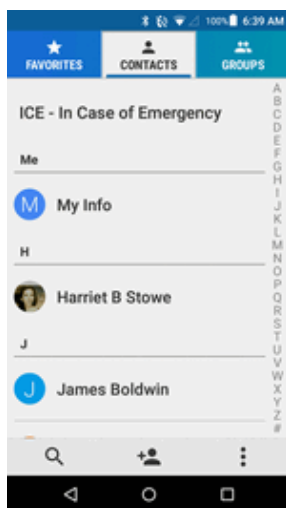 100% 6:39 AM
FAVORITES CONTACTS GROUPS
ICE - In Case of Emergency
Me
M My Info
H
Harriet B Stowe
J
J James Boldwin
A
B
C
D
E
F
G
H
I
J
K
L
M
N
O
P
Q
R
S
T
U
V
W
X
Y
Z
#